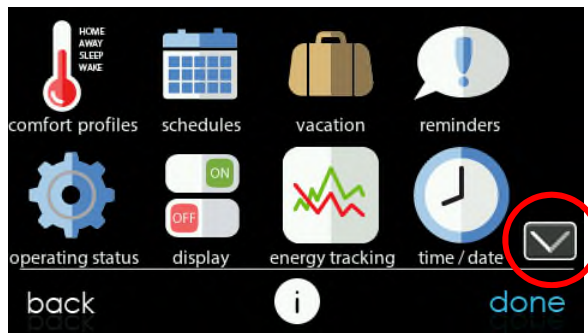 HOME
AWAY
SLEEP
WAKE
comfort profiles schedules vacation reminders
ON
OFF
operating status display energy tracking time / date
back i done